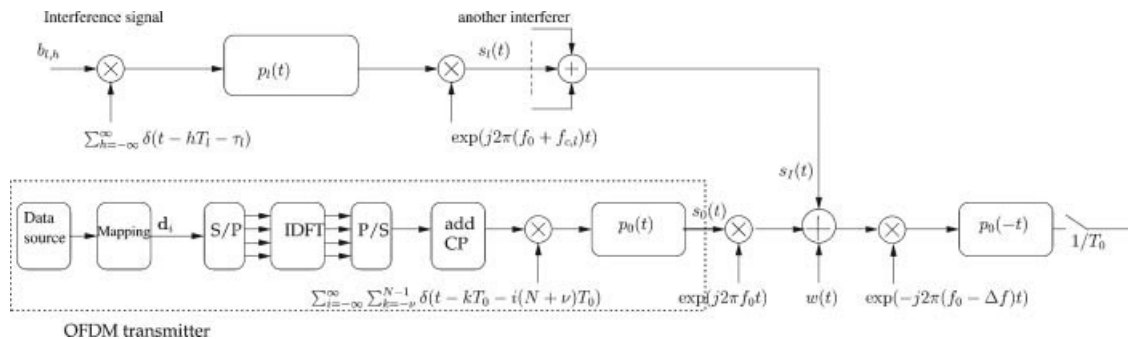 Interference signal
another interferer
b_{l,h}
p_l(t)
s_l(t)
∑_{h=-∞}^{∞} δ(t − hT_l − τ_l)
exp(j2π(f_0 + f_{c,l})t)
s_I(t)
Data source
Mapping
d_i
S/P
IDFT
P/S
add CP
p_0(t)
s_0(t)
p_0(−t)
1/T_0
∑_{i=-∞}^{∞} ∑_{k=-ν}^{N-1} δ(t − kT_0 − i(N + ν)T_0)
exp(j2πf_0t)
w(t)
exp(−j2π(f_0 − Δf)t)
OFDM transmitter